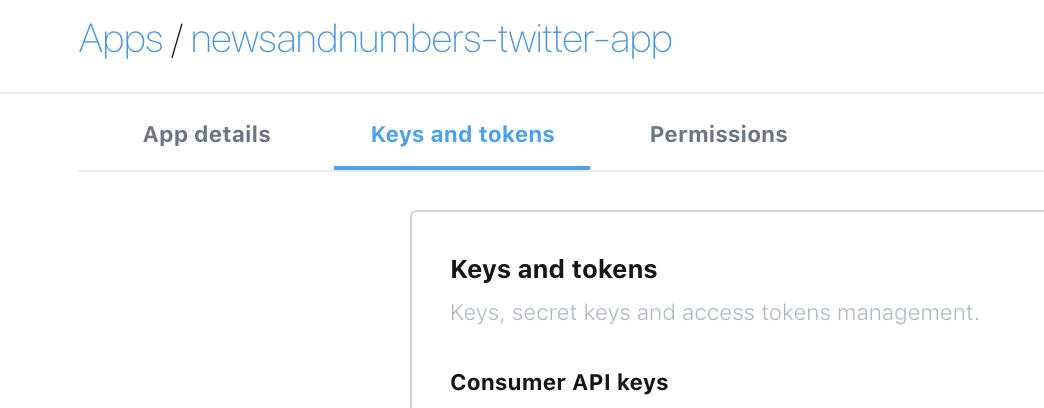 Apps / newsandnumbers-twitter-app
App details Keys and tokens Permissions
Keys and tokens
Keys, secret keys and access tokens management.
Consumer API keys